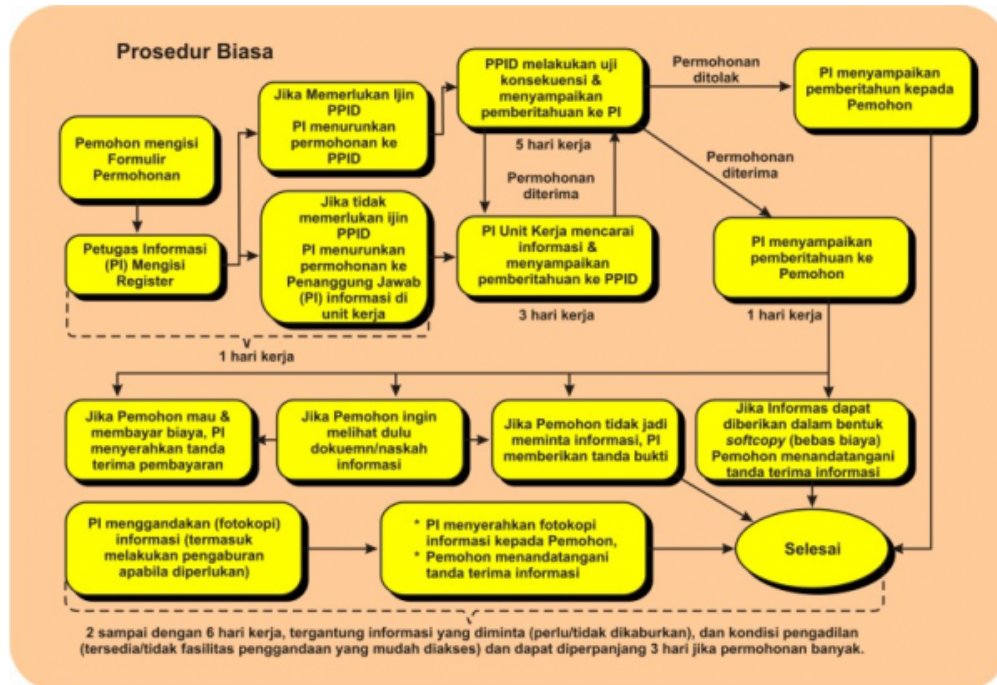 Prosedur Biasa
Pemohon mengisi
Formulir
Permohonan
Petugas Informasi
(PI) Mengisi
Register
Jika Memerlukan Ijin
PPID
PI menurunkan
permohonan ke
PPID
Jika tidak
memerlukan ijin
PPID
PI menurunkan
permohonan ke
Penanggung Jawab
(PI) informasi di
unit kerja
1 hari kerja
PPID melakukan uji
konsekuensi &
menyampaikan
pemberitahuan ke PI
5 hari kerja
Permohonan
diterima
PI Unit Kerja mencarai
informasi &
menyampaikan
pemberitahuan ke PPID
3 hari kerja
Permohonan
ditolak
PI menyampaikan
pemberitahun kepada
Pemohon
Permohonan
diterima
PI menyampaikan
pemberitahuan ke
Pemohon
1 hari kerja
Jika Pemohon mau &
membayar biaya, PI
menyerahkan tanda
terima pembayaran
Jika Pemohon ingin
melihat dulu
dokuemn/naskah
informasi
Jika Pemohon tidak jadi
meminta informasi, PI
memberikan tanda bukti
Jika Informas dapat
diberikan dalam bentuk
softcopy (bebas biaya)
Pemohon menandatangani
tanda terima informasi
PI menggandakan (fotokopi)
informasi (termasuk
melakukan pengaburan
apabila diperlukan)
* PI menyerahkan fotokopi
informasi kepada Pemohon,
* Pemohon menandatangani
tanda terima informasi
Selesai
2 sampai dengan 6 hari kerja, tergantung informasi yang diminta (perlu/tidak dikaburkan), dan kondisi pengadilan
(tersedia/tidak fasilitas penggandaan yang mudah diakses) dan dapat diperpanjang 3 hari jika permohonan banyak.